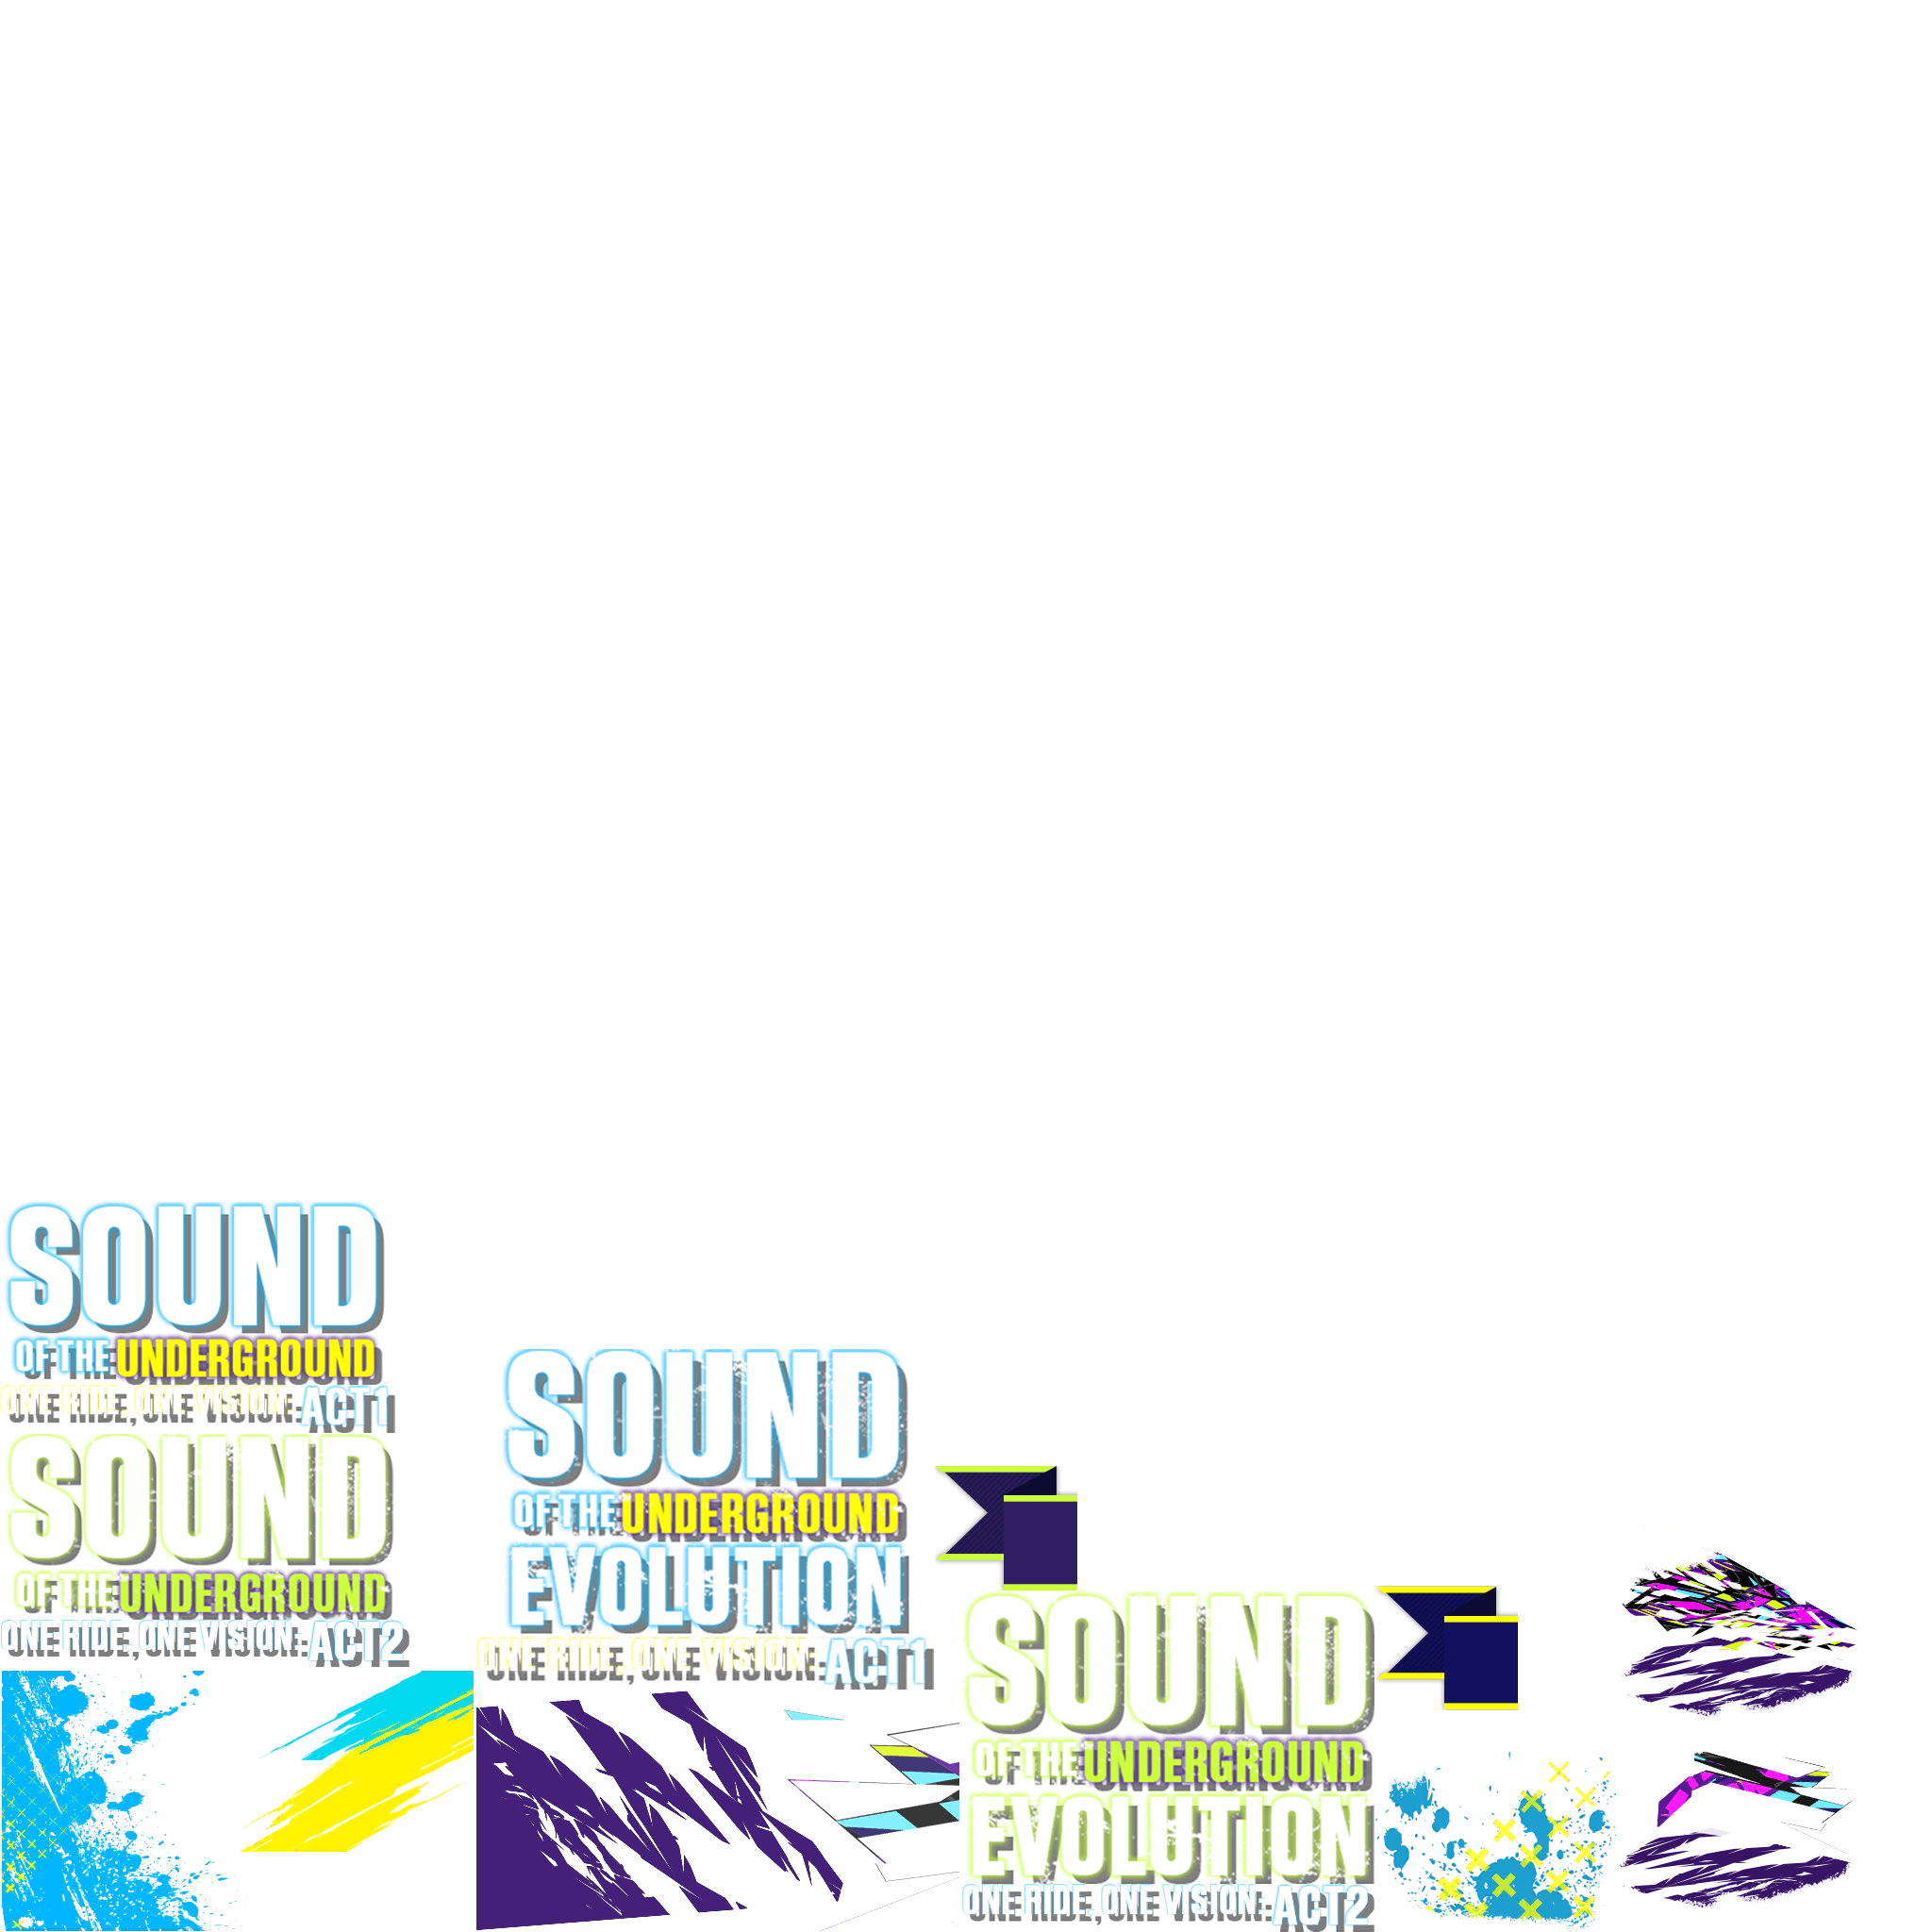 SOUND
OF THE UNDERGROUND
ONE RIDE, ONE VISION: ACT1
SOUND
OF THE UNDERGROUND
ONE RIDE, ONE VISION: ACT2
SOUND
OF THE UNDERGROUND
EVOLUTION
ONE RIDE, ONE VISION: ACT1
SOUND
OF THE UNDERGROUND
EVOLUTION
ONE RIDE, ONE VISION: ACT2